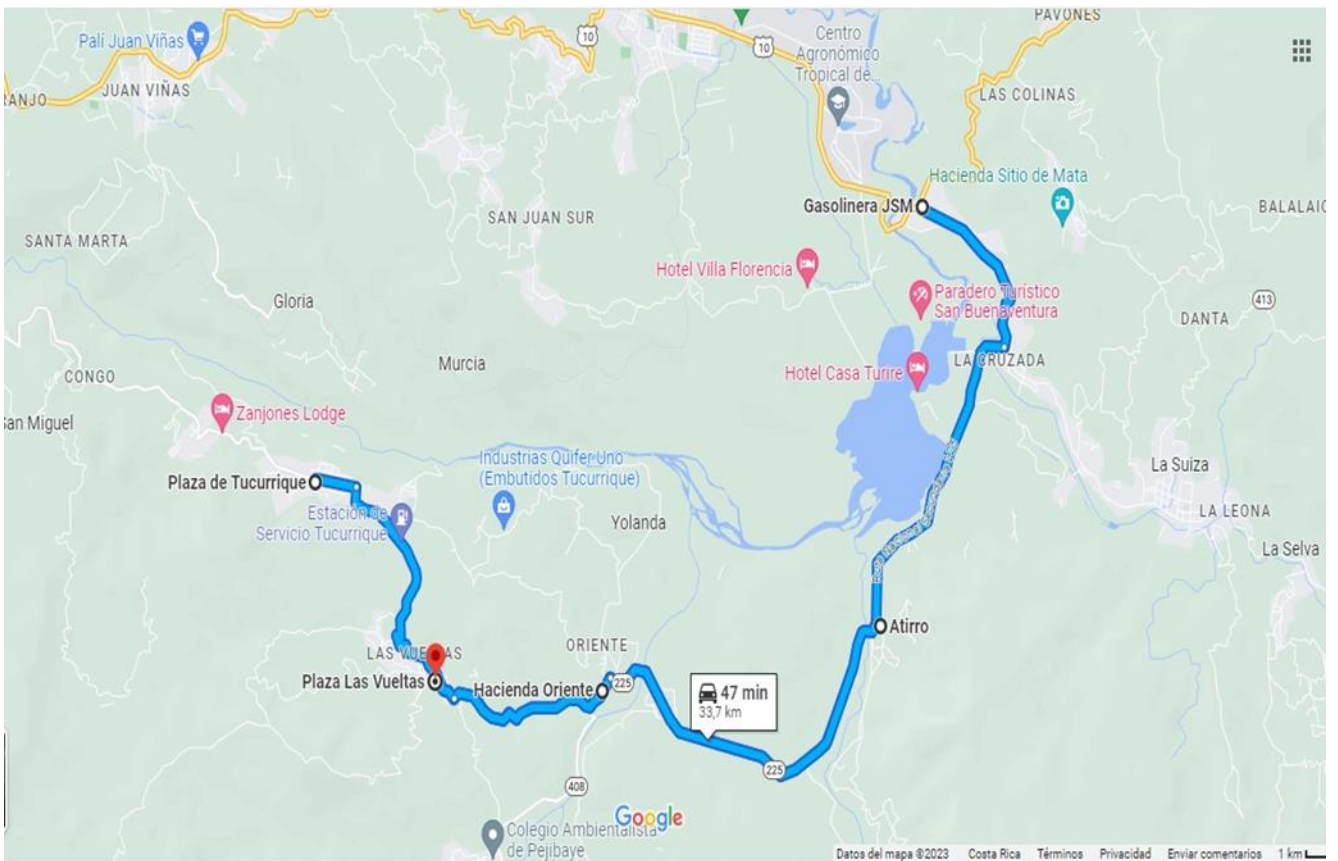 PAVONES
10
Centro
Agronómico
Tropical de...
10
Palí Juan Viñas
JUAN VIÑAS
LAS COLINAS
Hacienda Sitio de Mata
Gasolinera JSM
BALALAIC
SAN JUAN SUR
SANTA MARTA
Hotel Villa Florencia
Paradero Turístico
San Buenaventura
Gloria
413
DANTA
LA CRUZADA
Murcia
Hotel Casa Turire
CONGO
Zanjones Lodge
San Miguel
Industrias Quifer Uno
(Embutidos Tucurrique)
La Suiza
Plaza de Tucurrique
LA LEONA
Estación de
Servicio Tucurrique
Yolanda
La Selva
Atirro
ORIENTE
LAS VUELTAS
Plaza Las Vueltas
Hacienda Oriente
225
47 min
33,7 km
225
408
Google
Colegio Ambientalista
de Pejibaye
Datos del mapa ©2023 Costa Rica Términos Privacidad Enviar comentarios 1 km